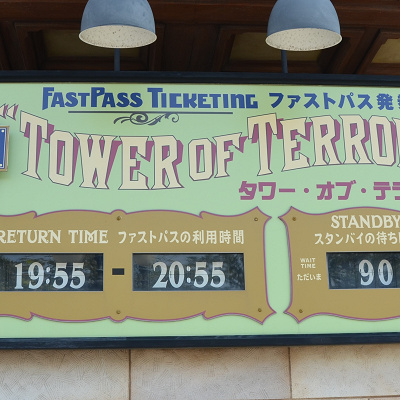 FASTPASS TICKETING ファストパス発
"TOWER OF TERRO
タワー・オブ・テ
RETURN TIME ファストパスの利用時間
19:55 - 20:55
STANDBY
スタンバイの待ち
WAIT TIME
ただいま
90